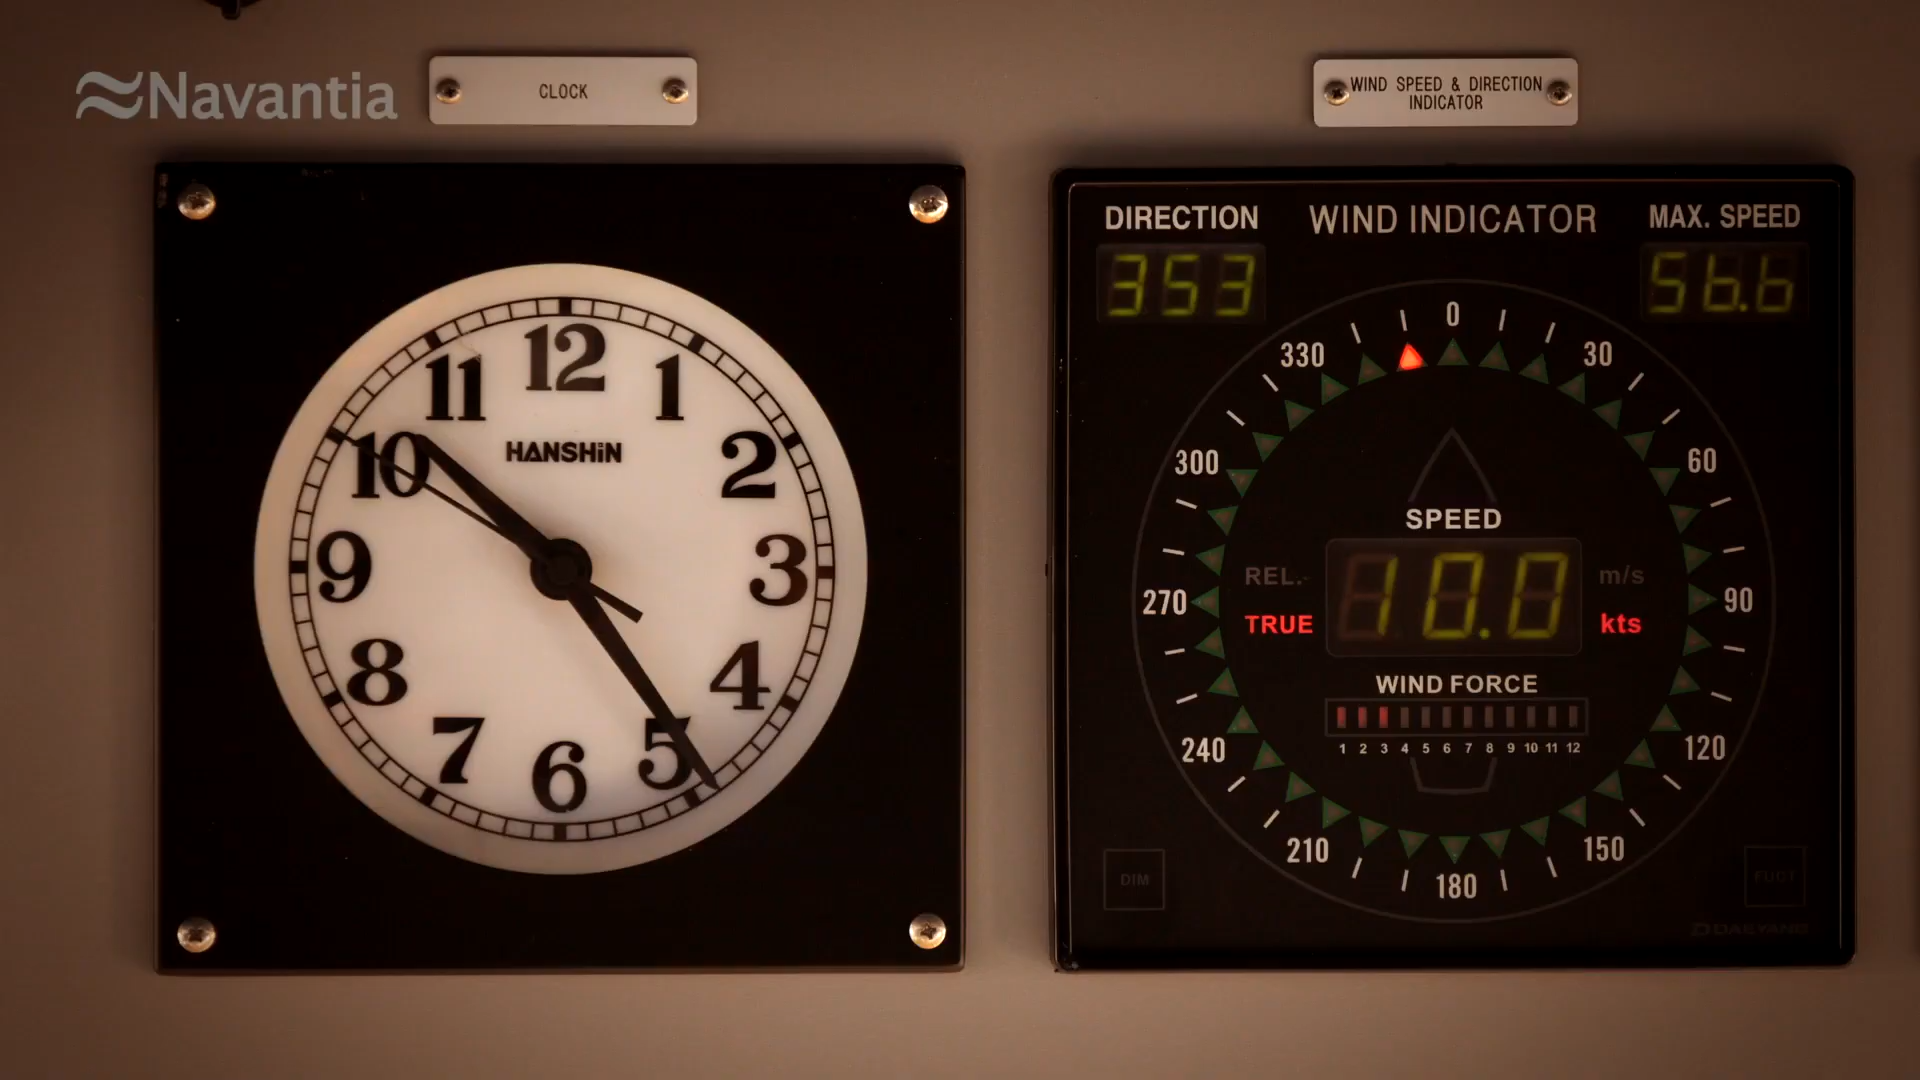 Navantia
CLOCK
WIND SPEED & DIRECTION
INDICATOR
12
1
2
3
4
5
6
7
8
9
10
11
HANSHiN
DIRECTION
WIND INDICATOR
MAX. SPEED
353
56.6
0
30
60
90
120
150
180
210
240
270
300
330
SPEED
REL.
TRUE
10.0
m/s
kts
WIND FORCE
1 2 3 4 5 6 7 8 9 10 11 12
DIM
FUCT
DAEYANG